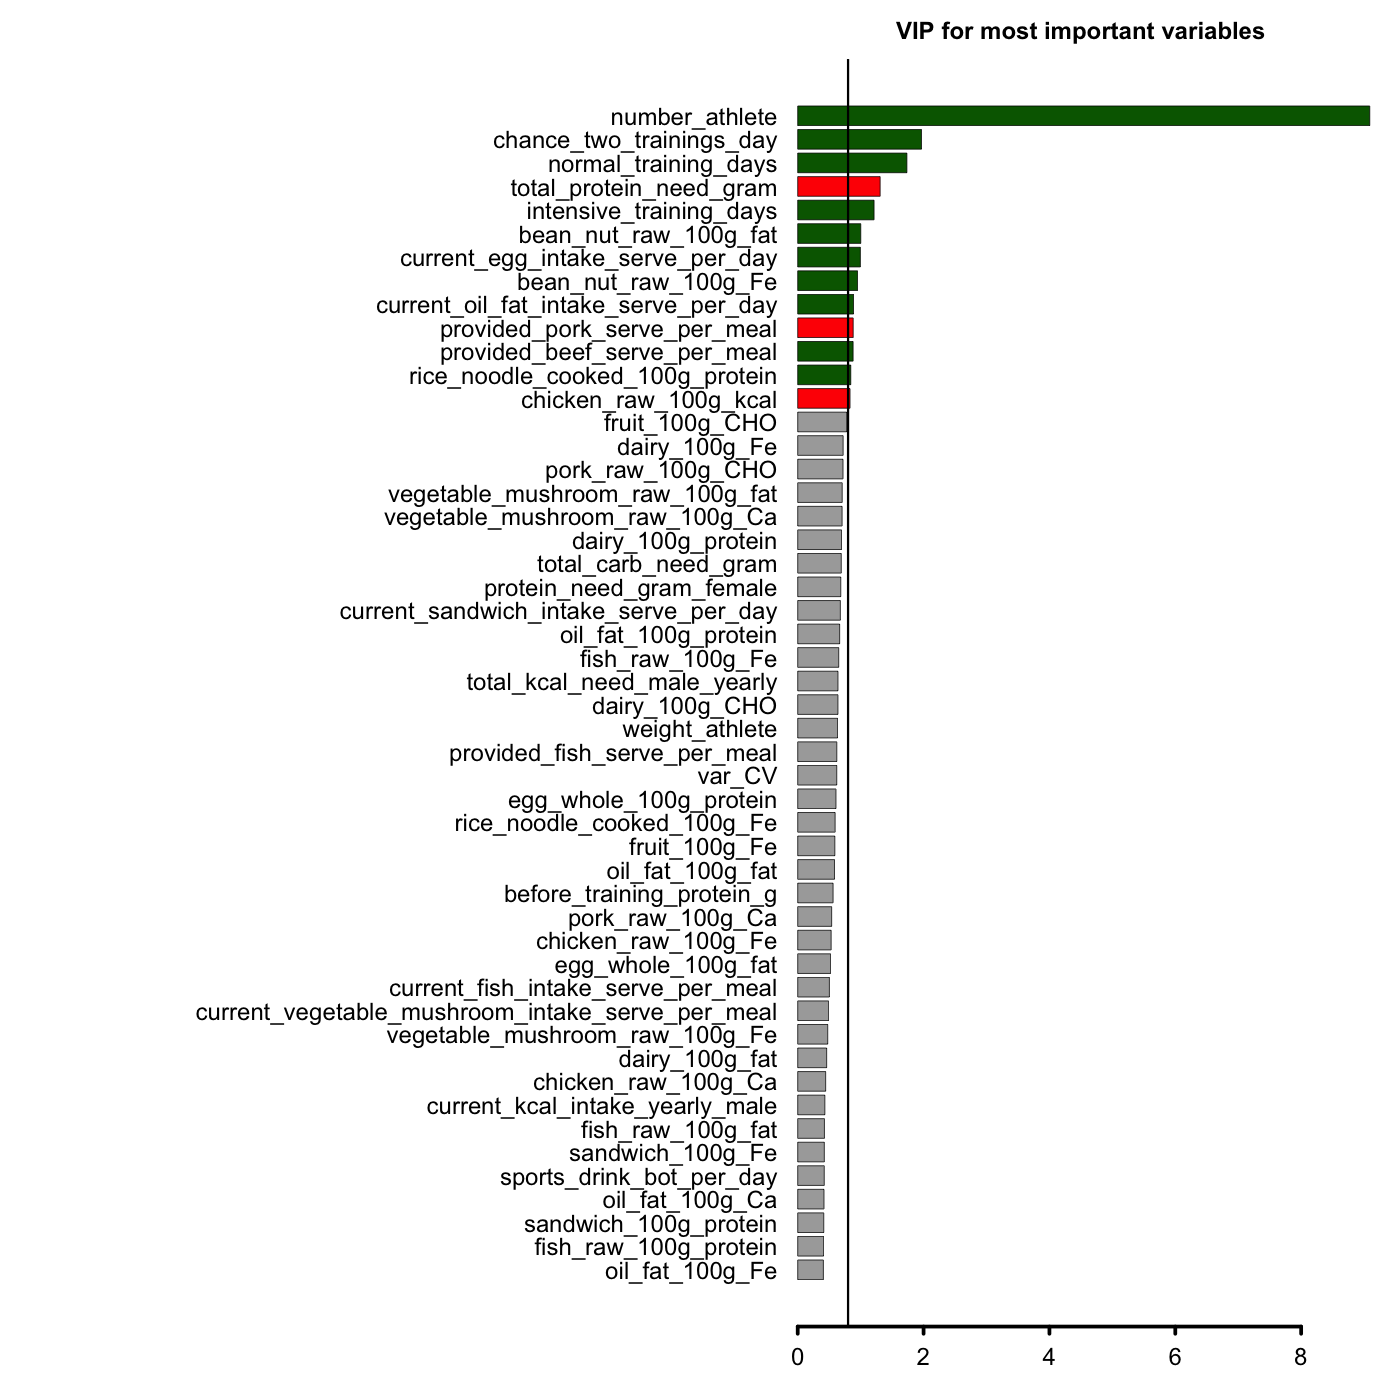 VIP for most important variables
number_athlete
chance_two_trainings_day
normal_training_days
total_protein_need_gram
intensive_training_days
bean_nut_raw_100g_fat
current_egg_intake_serve_per_day
bean_nut_raw_100g_Fe
current_oil_fat_intake_serve_per_day
provided_pork_serve_per_meal
provided_beef_serve_per_meal
rice_noodle_cooked_100g_protein
chicken_raw_100g_kcal
fruit_100g_CHO
dairy_100g_Fe
pork_raw_100g_CHO
vegetable_mushroom_raw_100g_fat
vegetable_mushroom_raw_100g_Ca
dairy_100g_protein
total_carb_need_gram
protein_need_gram_female
current_sandwich_intake_serve_per_day
oil_fat_100g_protein
fish_raw_100g_Fe
total_kcal_need_male_yearly
dairy_100g_CHO
weight_athlete
provided_fish_serve_per_meal
var_CV
egg_whole_100g_protein
rice_noodle_cooked_100g_Fe
fruit_100g_Fe
oil_fat_100g_fat
before_training_protein_g
pork_raw_100g_Ca
chicken_raw_100g_Fe
egg_whole_100g_fat
current_fish_intake_serve_per_meal
current_vegetable_mushroom_intake_serve_per_meal
vegetable_mushroom_raw_100g_Fe
dairy_100g_fat
chicken_raw_100g_Ca
current_kcal_intake_yearly_male
fish_raw_100g_fat
sandwich_100g_Fe
sports_drink_bot_per_day
oil_fat_100g_Ca
sandwich_100g_protein
fish_raw_100g_protein
oil_fat_100g_Fe
0 2 4 6 8